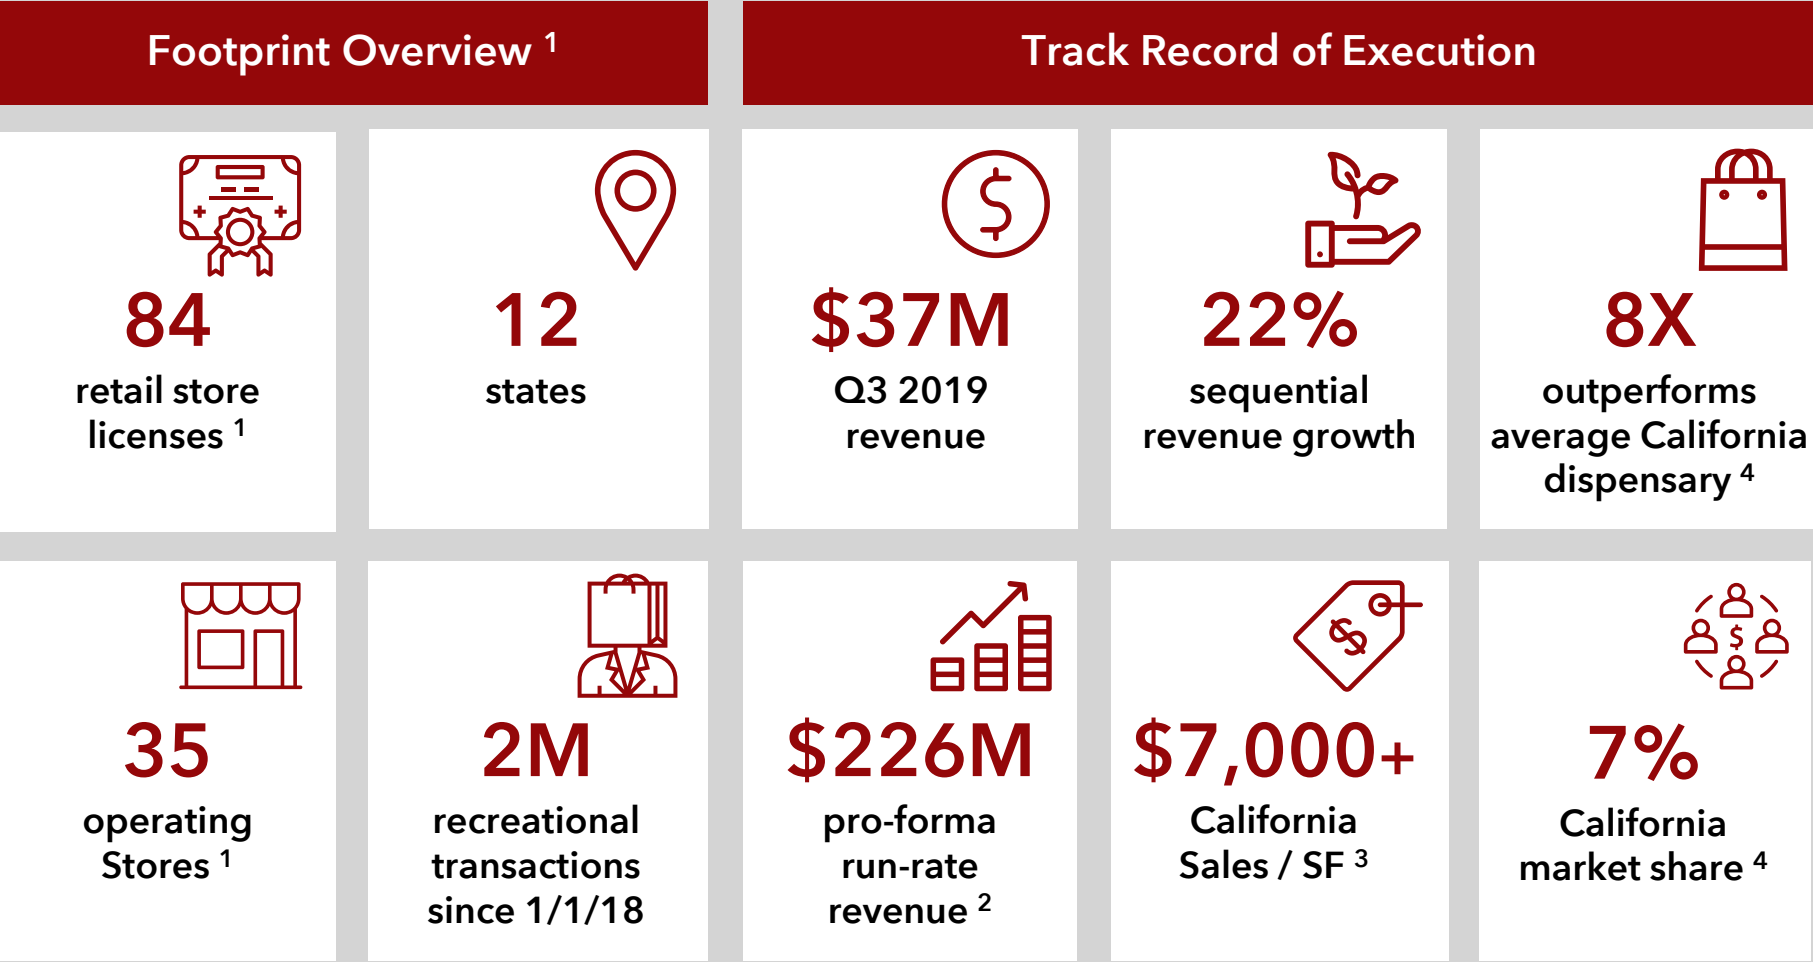 Footprint Overview 1
Track Record of Execution
84
retail store
licenses 1
12
states
$37M
Q3 2019
revenue
22%
sequential
revenue growth
8X
outperforms
average California
dispensary 4
35
operating
Stores 1
2M
recreational
transactions
since 1/1/18
$226M
pro-forma
run-rate
revenue 2
$7,000+
California
Sales / SF 3
7%
California
market share 4